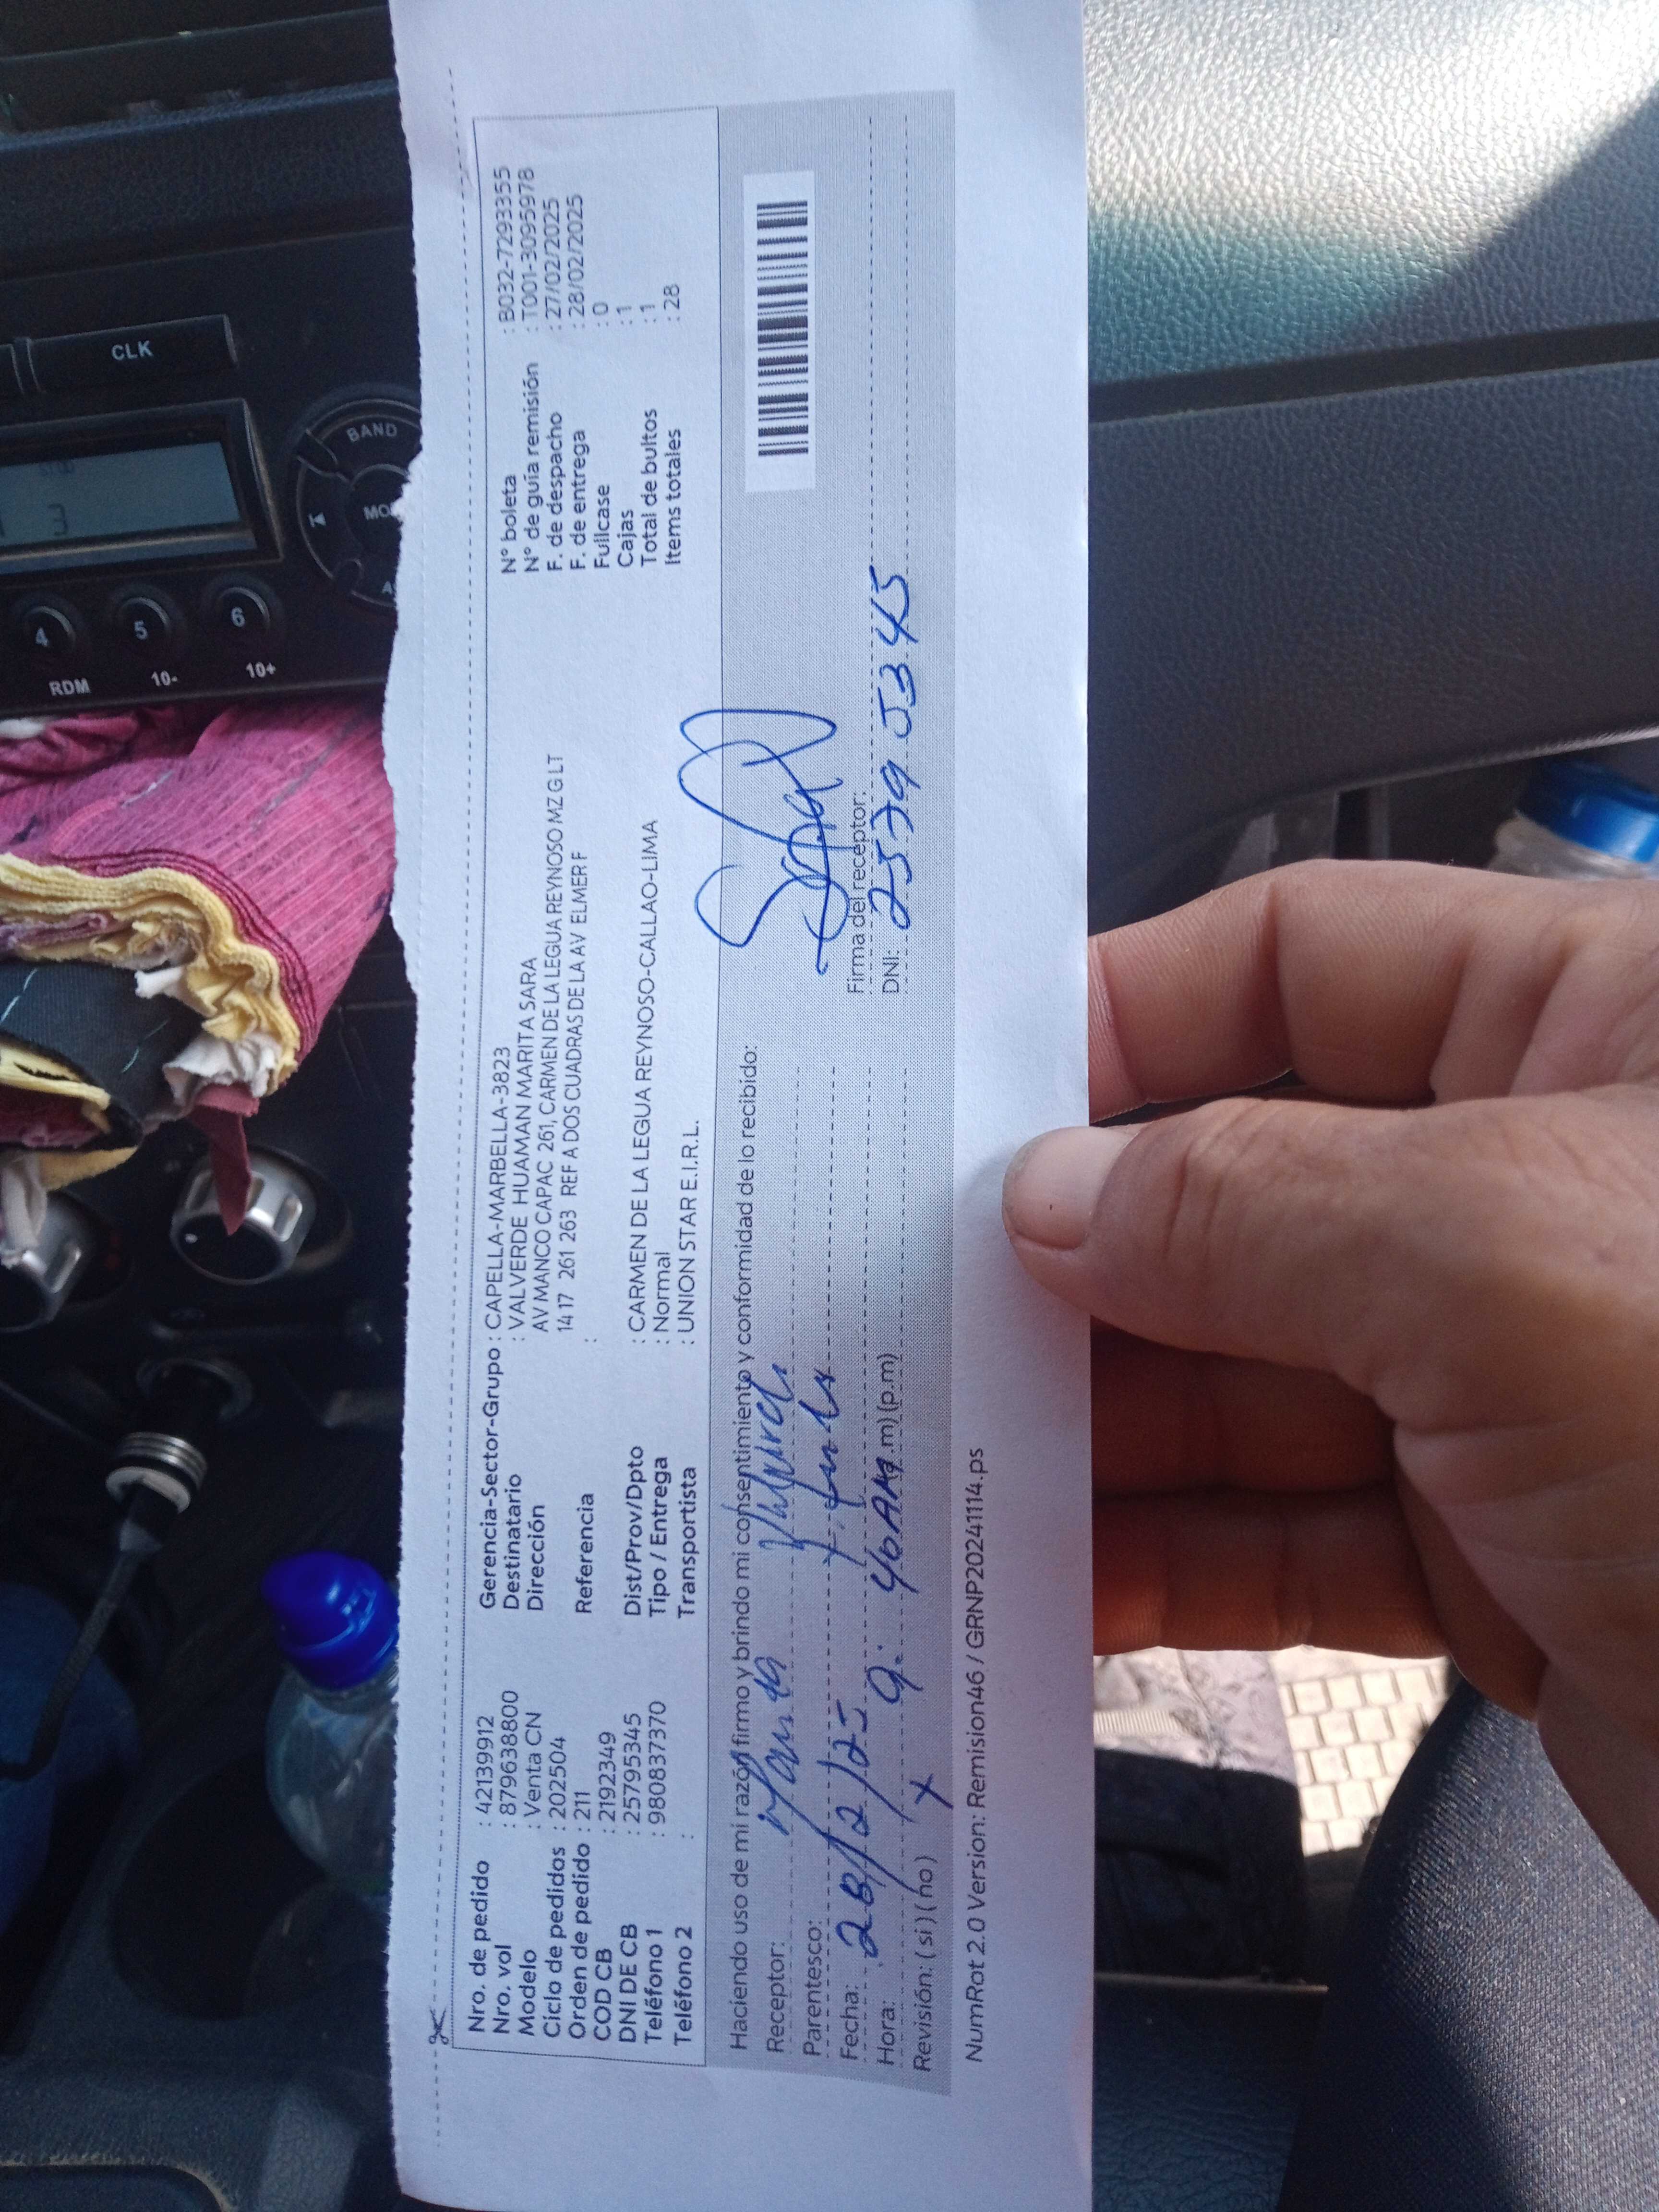 Nro. de pedido : 42139912
Nro. vol : 879638800
Modelo : Venta CN
Ciclo de pedidos : 202504
Orden de pedido : 211
COD CB : 2192349
DNI DE CB : 25795345
Teléfono 1 : 980837370
Teléfono 2 :
Gerencia-Sector-Grupo : CAPELLA-MARBELLA-3823
Destinatario : VALVERDE HUAMAN MARITA SARA
Dirección AV MANCO CAPAC 261, CARMEN DE LA LEGUA REYNOSO MZ G LT
14 17 261 263 REF A DOS CUADRAS DE LA AV ELMER F
Referencia :
Dist/Prov/Dpto : CARMEN DE LA LEGUA REYNOSO-CALLAO-LIMA
Tipo / Entrega : Normal
Transportista : UNION STAR E.I.R.L.
N° boleta : B032-7293355
N° de guía remisión : T001-3095978
F. de despacho : 27/02/2025
F. de entrega : 28/02/2025
Fullcase : 0
Cajas : 1
Total de bultos : 1
Items totales : 28
Haciendo uso de mi razón firmo y brindo mi consentimiento y conformidad de lo recibido:
Receptor: Marita Valverde
Parentesco:
Fecha: 28/2/25
Hora: 9:40 AM .m) (p.m)
Revisión: ( si ) ( no ) X
Firma del receptor:
DNI: 25795345
NumRot 2.0 Version: Remision46 / GRNP20241114.ps
CLK
BAND
3
4
5
6
RDM
10-
10+